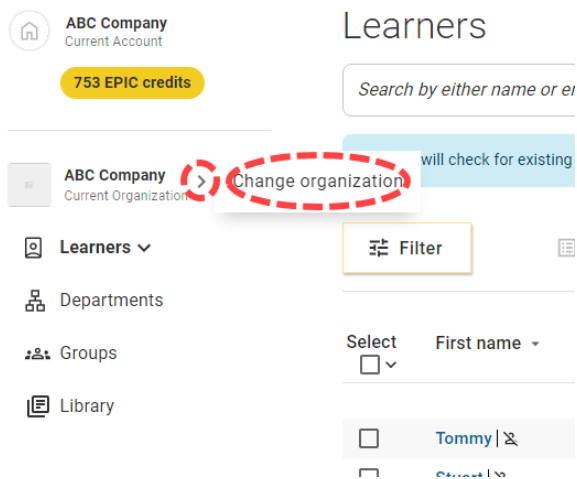 ABC Company
Current Account
753 EPIC credits
ABC Company
Current Organization
Change organization
Learners
Departments
Groups
Library
Learners
Search by either name or
will check for existing
Filter
Select
First name
Tommy
Stuart